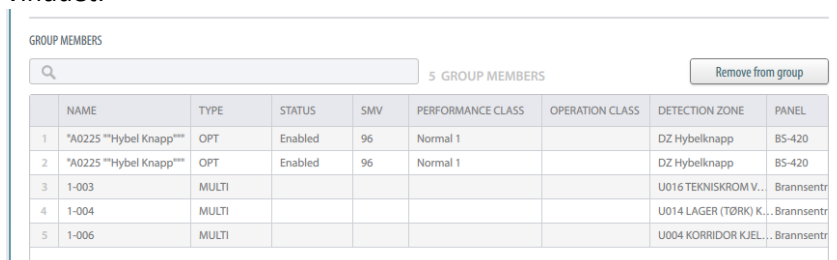 GROUP MEMBERS
5 GROUP MEMBERS Remove from group
NAME TYPE STATUS SMV PERFORMANCE CLASS OPERATION CLASS DETECTION ZONE PANEL
1 "A0225 ""Hybel Knapp""" OPT Enabled 96 Normal 1 DZ Hybelknapp BS-420
2 "A0225 ""Hybel Knapp""" OPT Enabled 96 Normal 1 DZ Hybelknapp BS-420
3 1-003 MULTI U016 TEKNISKROM V... Brannsentr
4 1-004 MULTI U014 LAGER (TØRK) K... Brannsentr
5 1-006 MULTI U004 KORRIDOR KJEL... Brannsentr